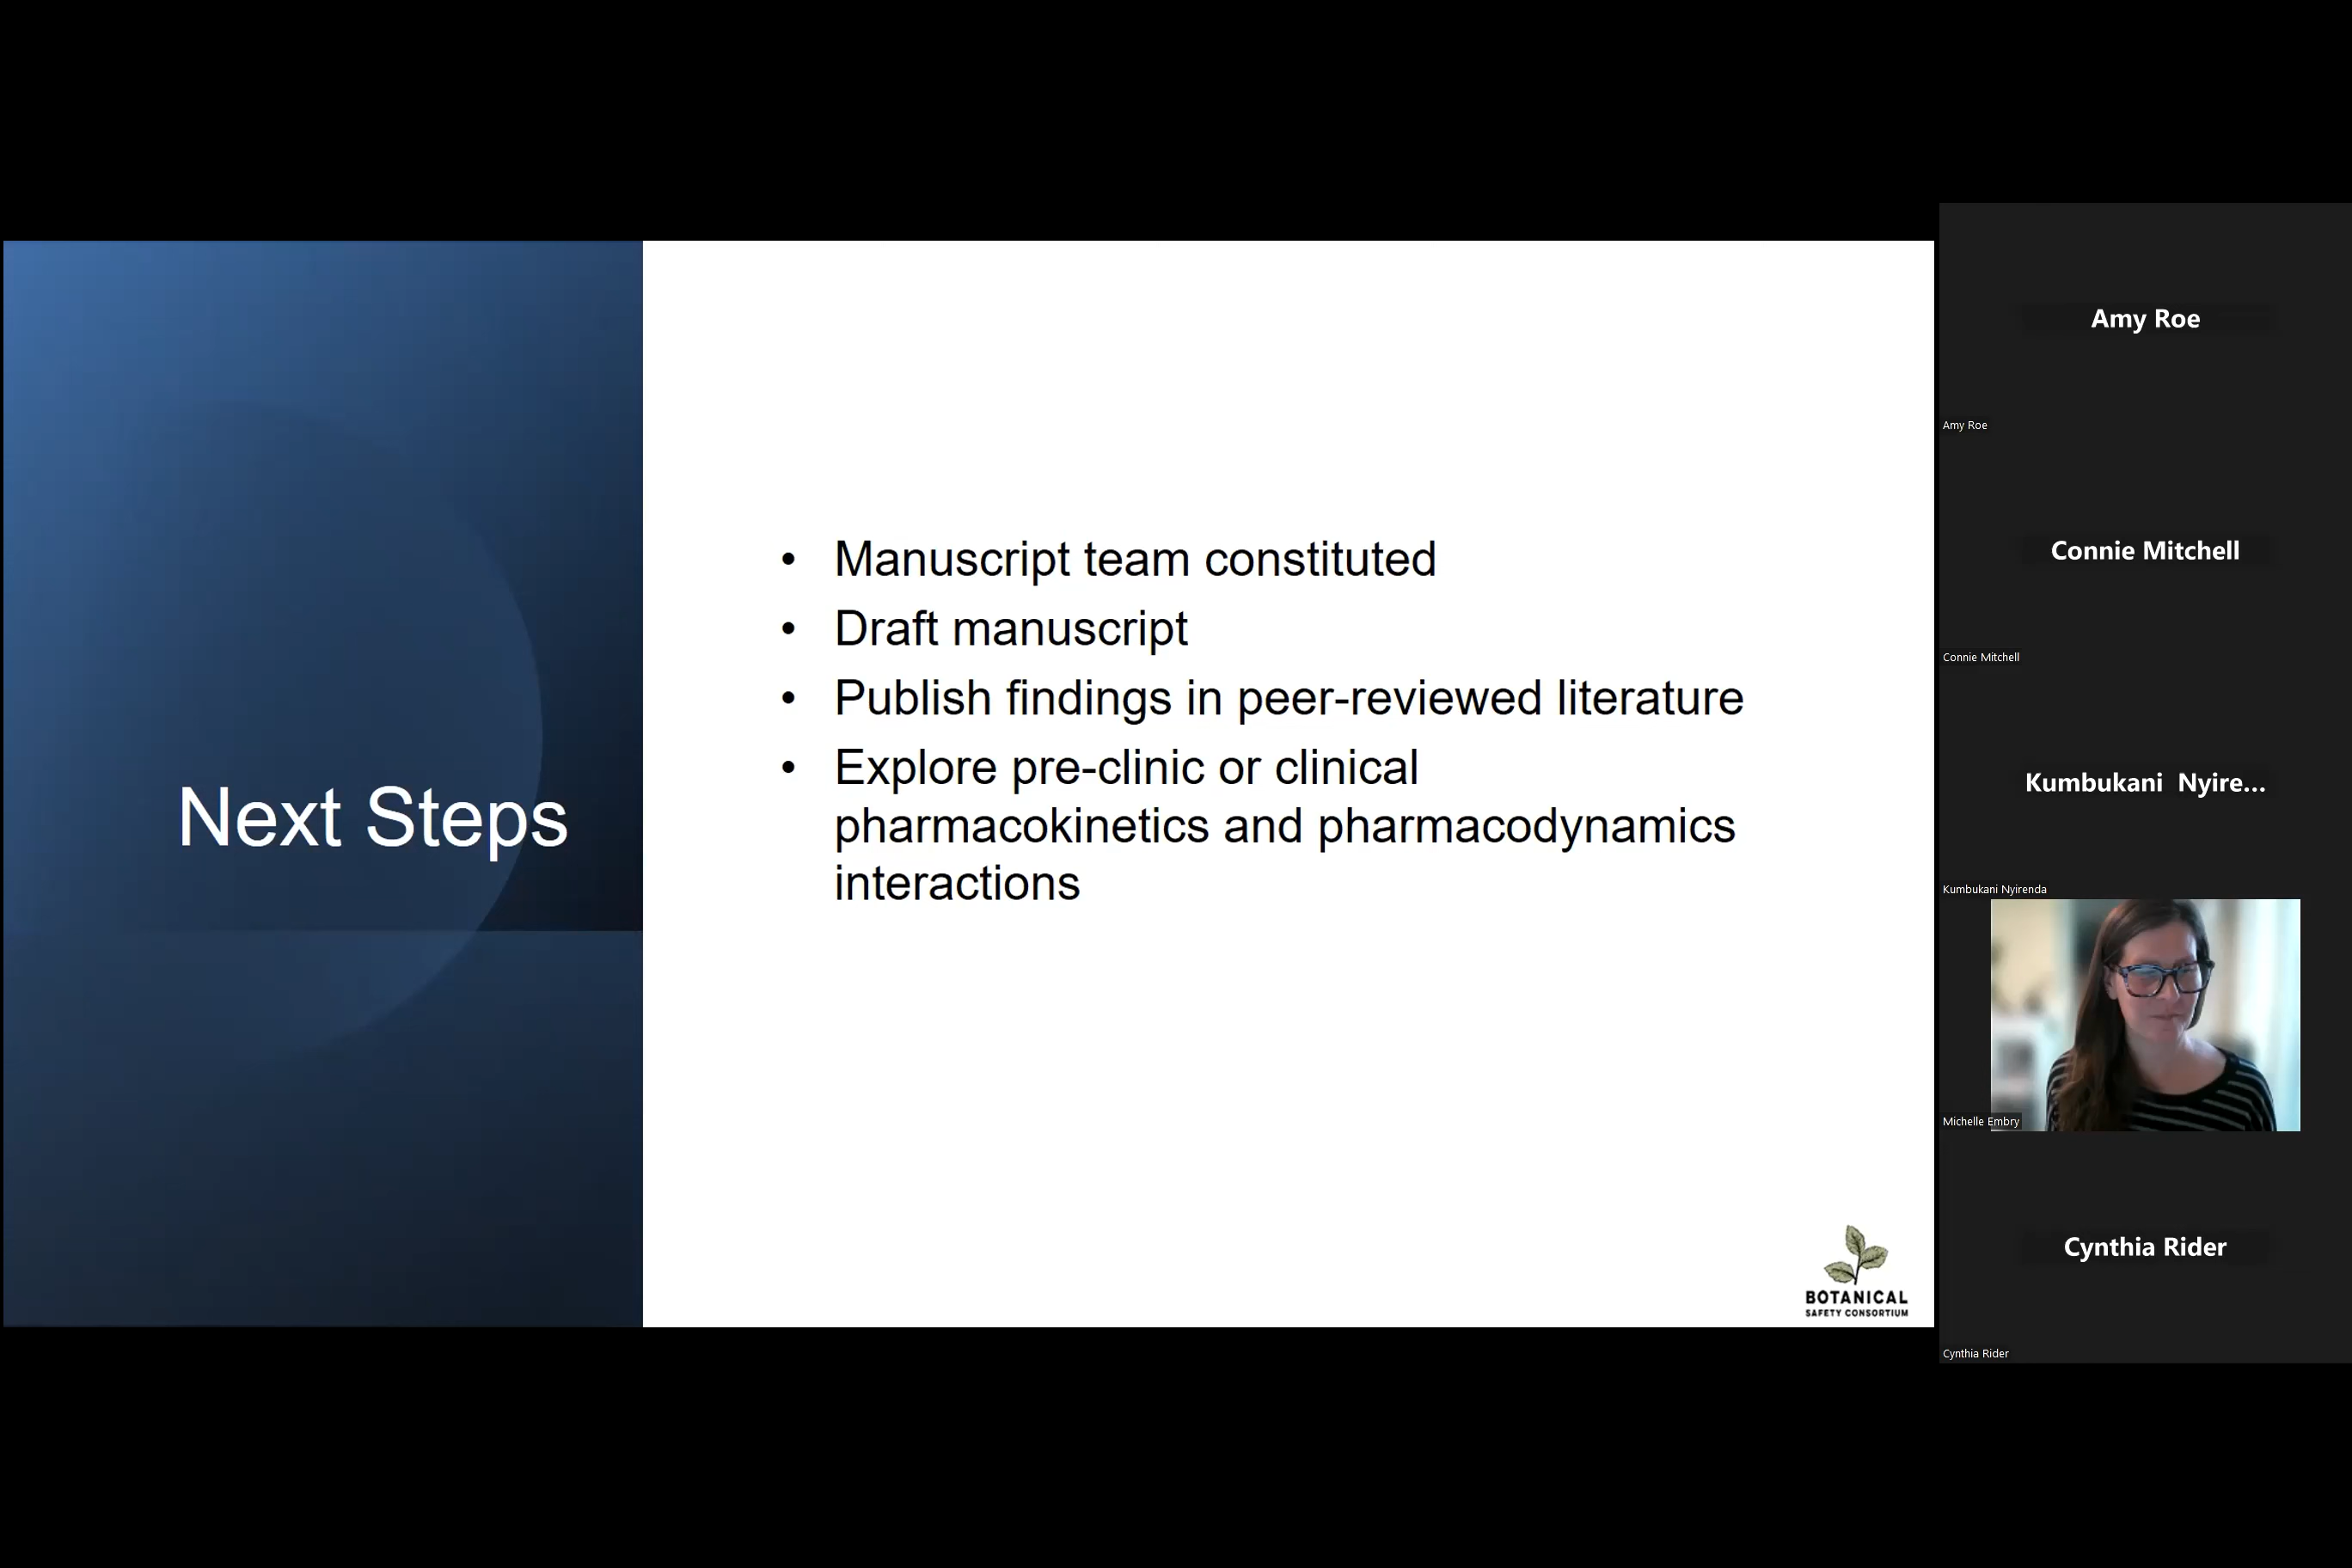 Next Steps
• Manuscript team constituted
• Draft manuscript
• Publish findings in peer-reviewed literature
• Explore pre-clinic or clinical
pharmacokinetics and pharmacodynamics
interactions
BOTANICAL
SAFETY CONSORTIUM
Amy Roe
Amy Roe
Connie Mitchell
Connie Mitchell
Kumbukani Nyire...
Kumbukani Nyirenda
Michelle Embry
Cynthia Rider
Cynthia Rider